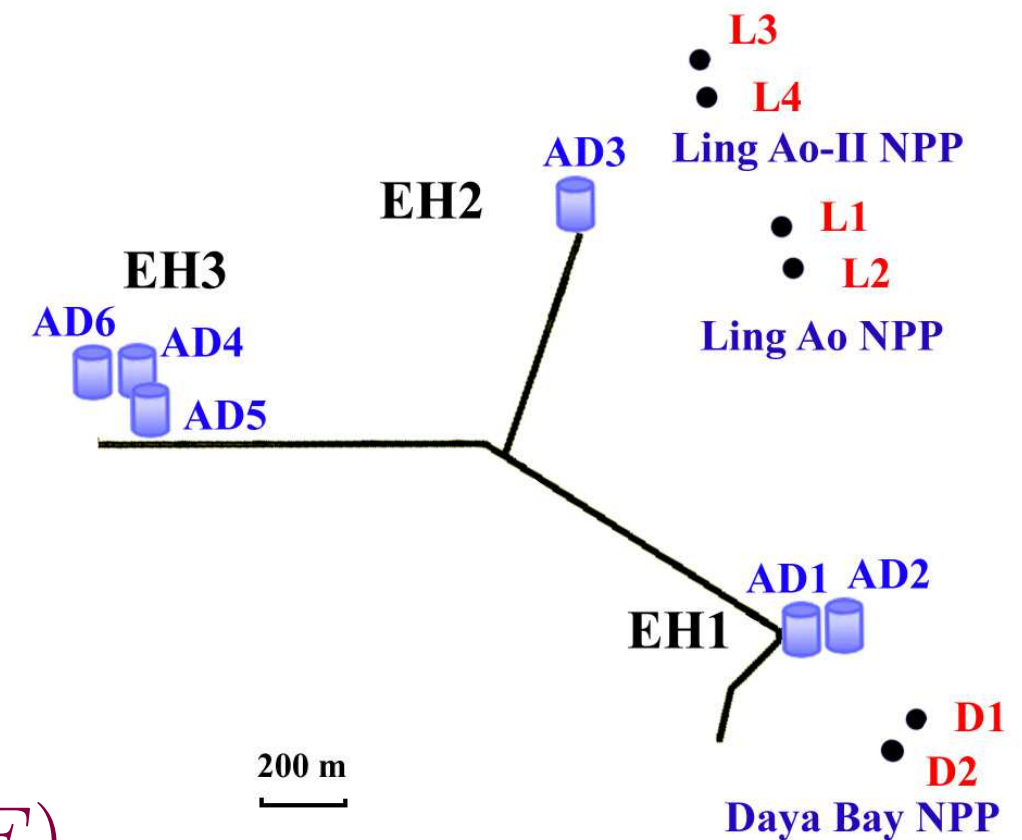 L3
L4
Ling Ao-II NPP
AD3
EH2
L1
L2
Ling Ao NPP
EH3
AD6
AD4
AD5
AD1
AD2
EH1
D1
D2
Daya Bay NPP
200 m
E)